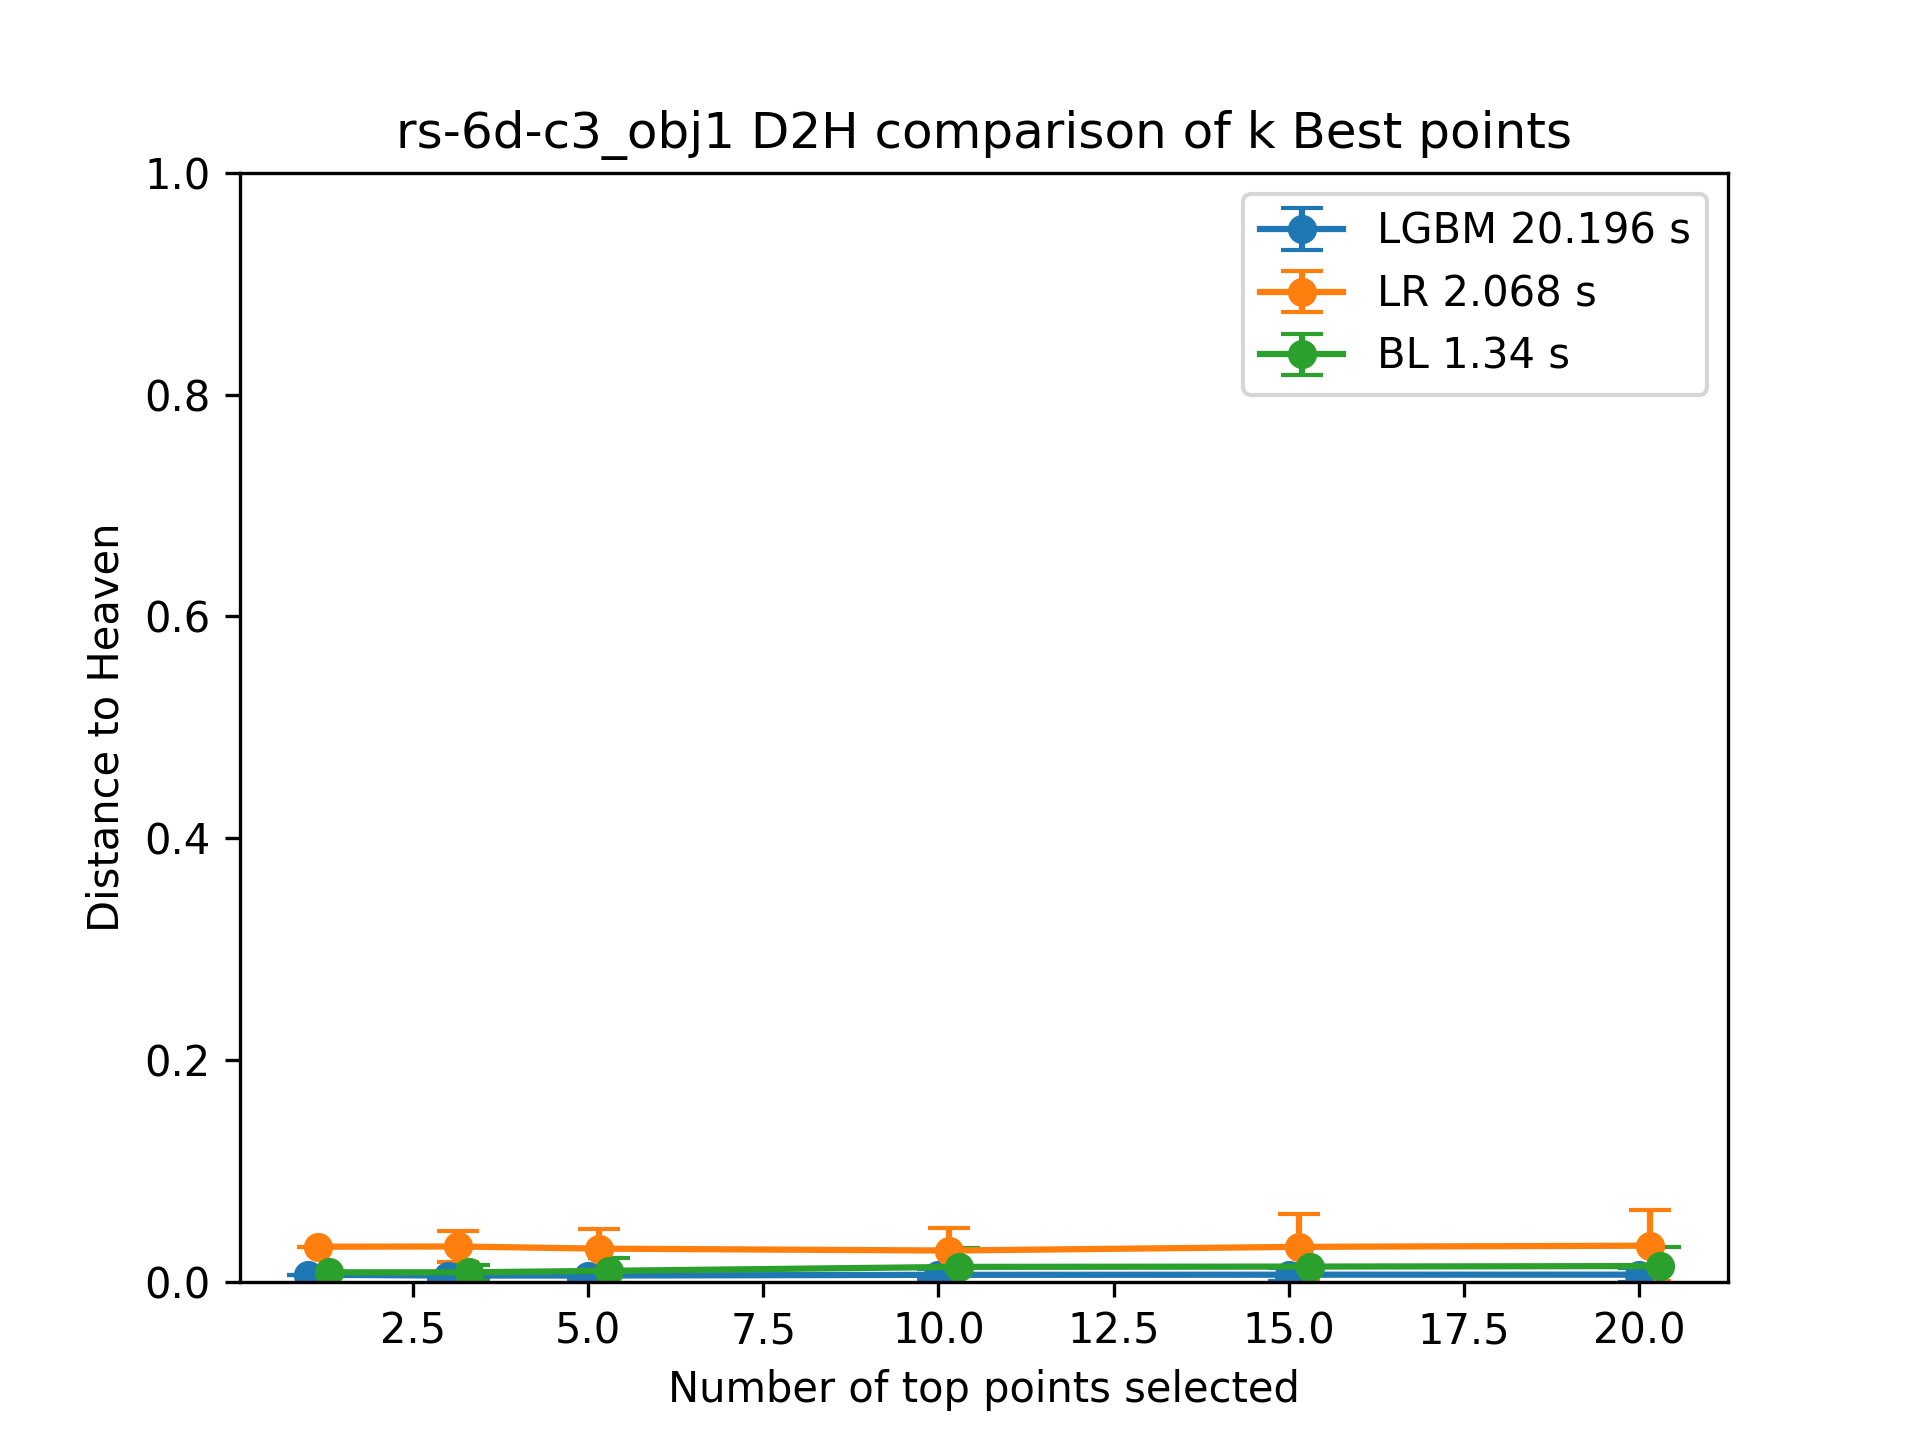 rs-6d-c3_obj1 D2H comparison of k Best points
1.0
0.8
0.6
0.4
0.2
0.0
Distance to Heaven
LGBM 20.196 s
LR 2.068 s
BL 1.34 s
2.5 5.0 7.5 10.0 12.5 15.0 17.5 20.0
Number of top points selected